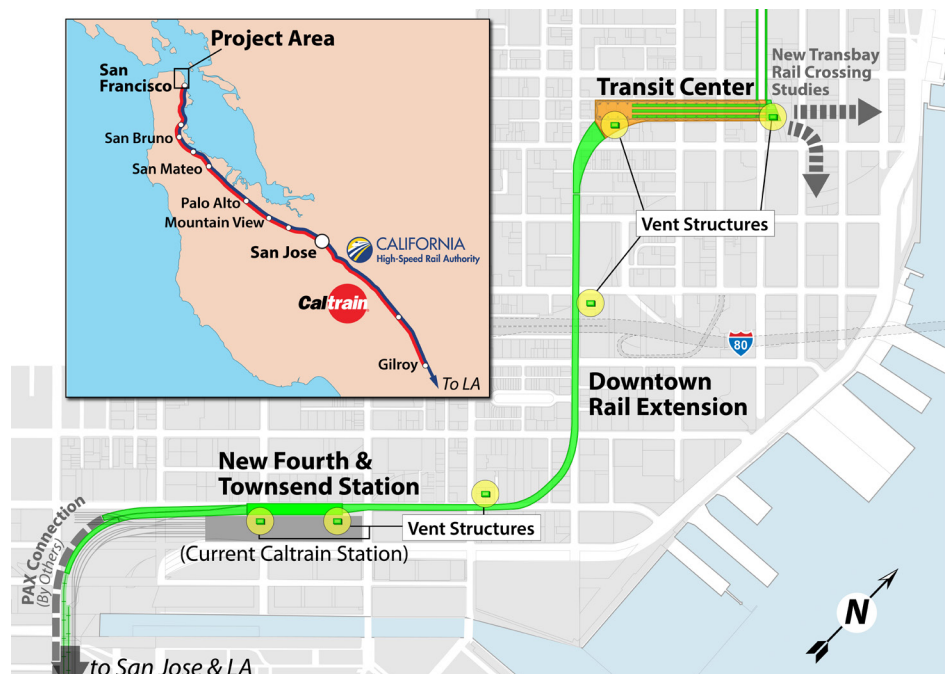 Project Area
San
Francisco
San Bruno
San Mateo
Palo Alto
Mountain View
San Jose
CALIFORNIA
High-Speed Rail Authority
Caltrain
Gilroy
To LA
New Transbay
Rail Crossing
Studies
Transit Center
Vent Structures
80
Downtown
Rail Extension
New Fourth &
Townsend Station
Vent Structures
(Current Caltrain Station)
PAX Connection
(By Others)
N
to San Jose & LA